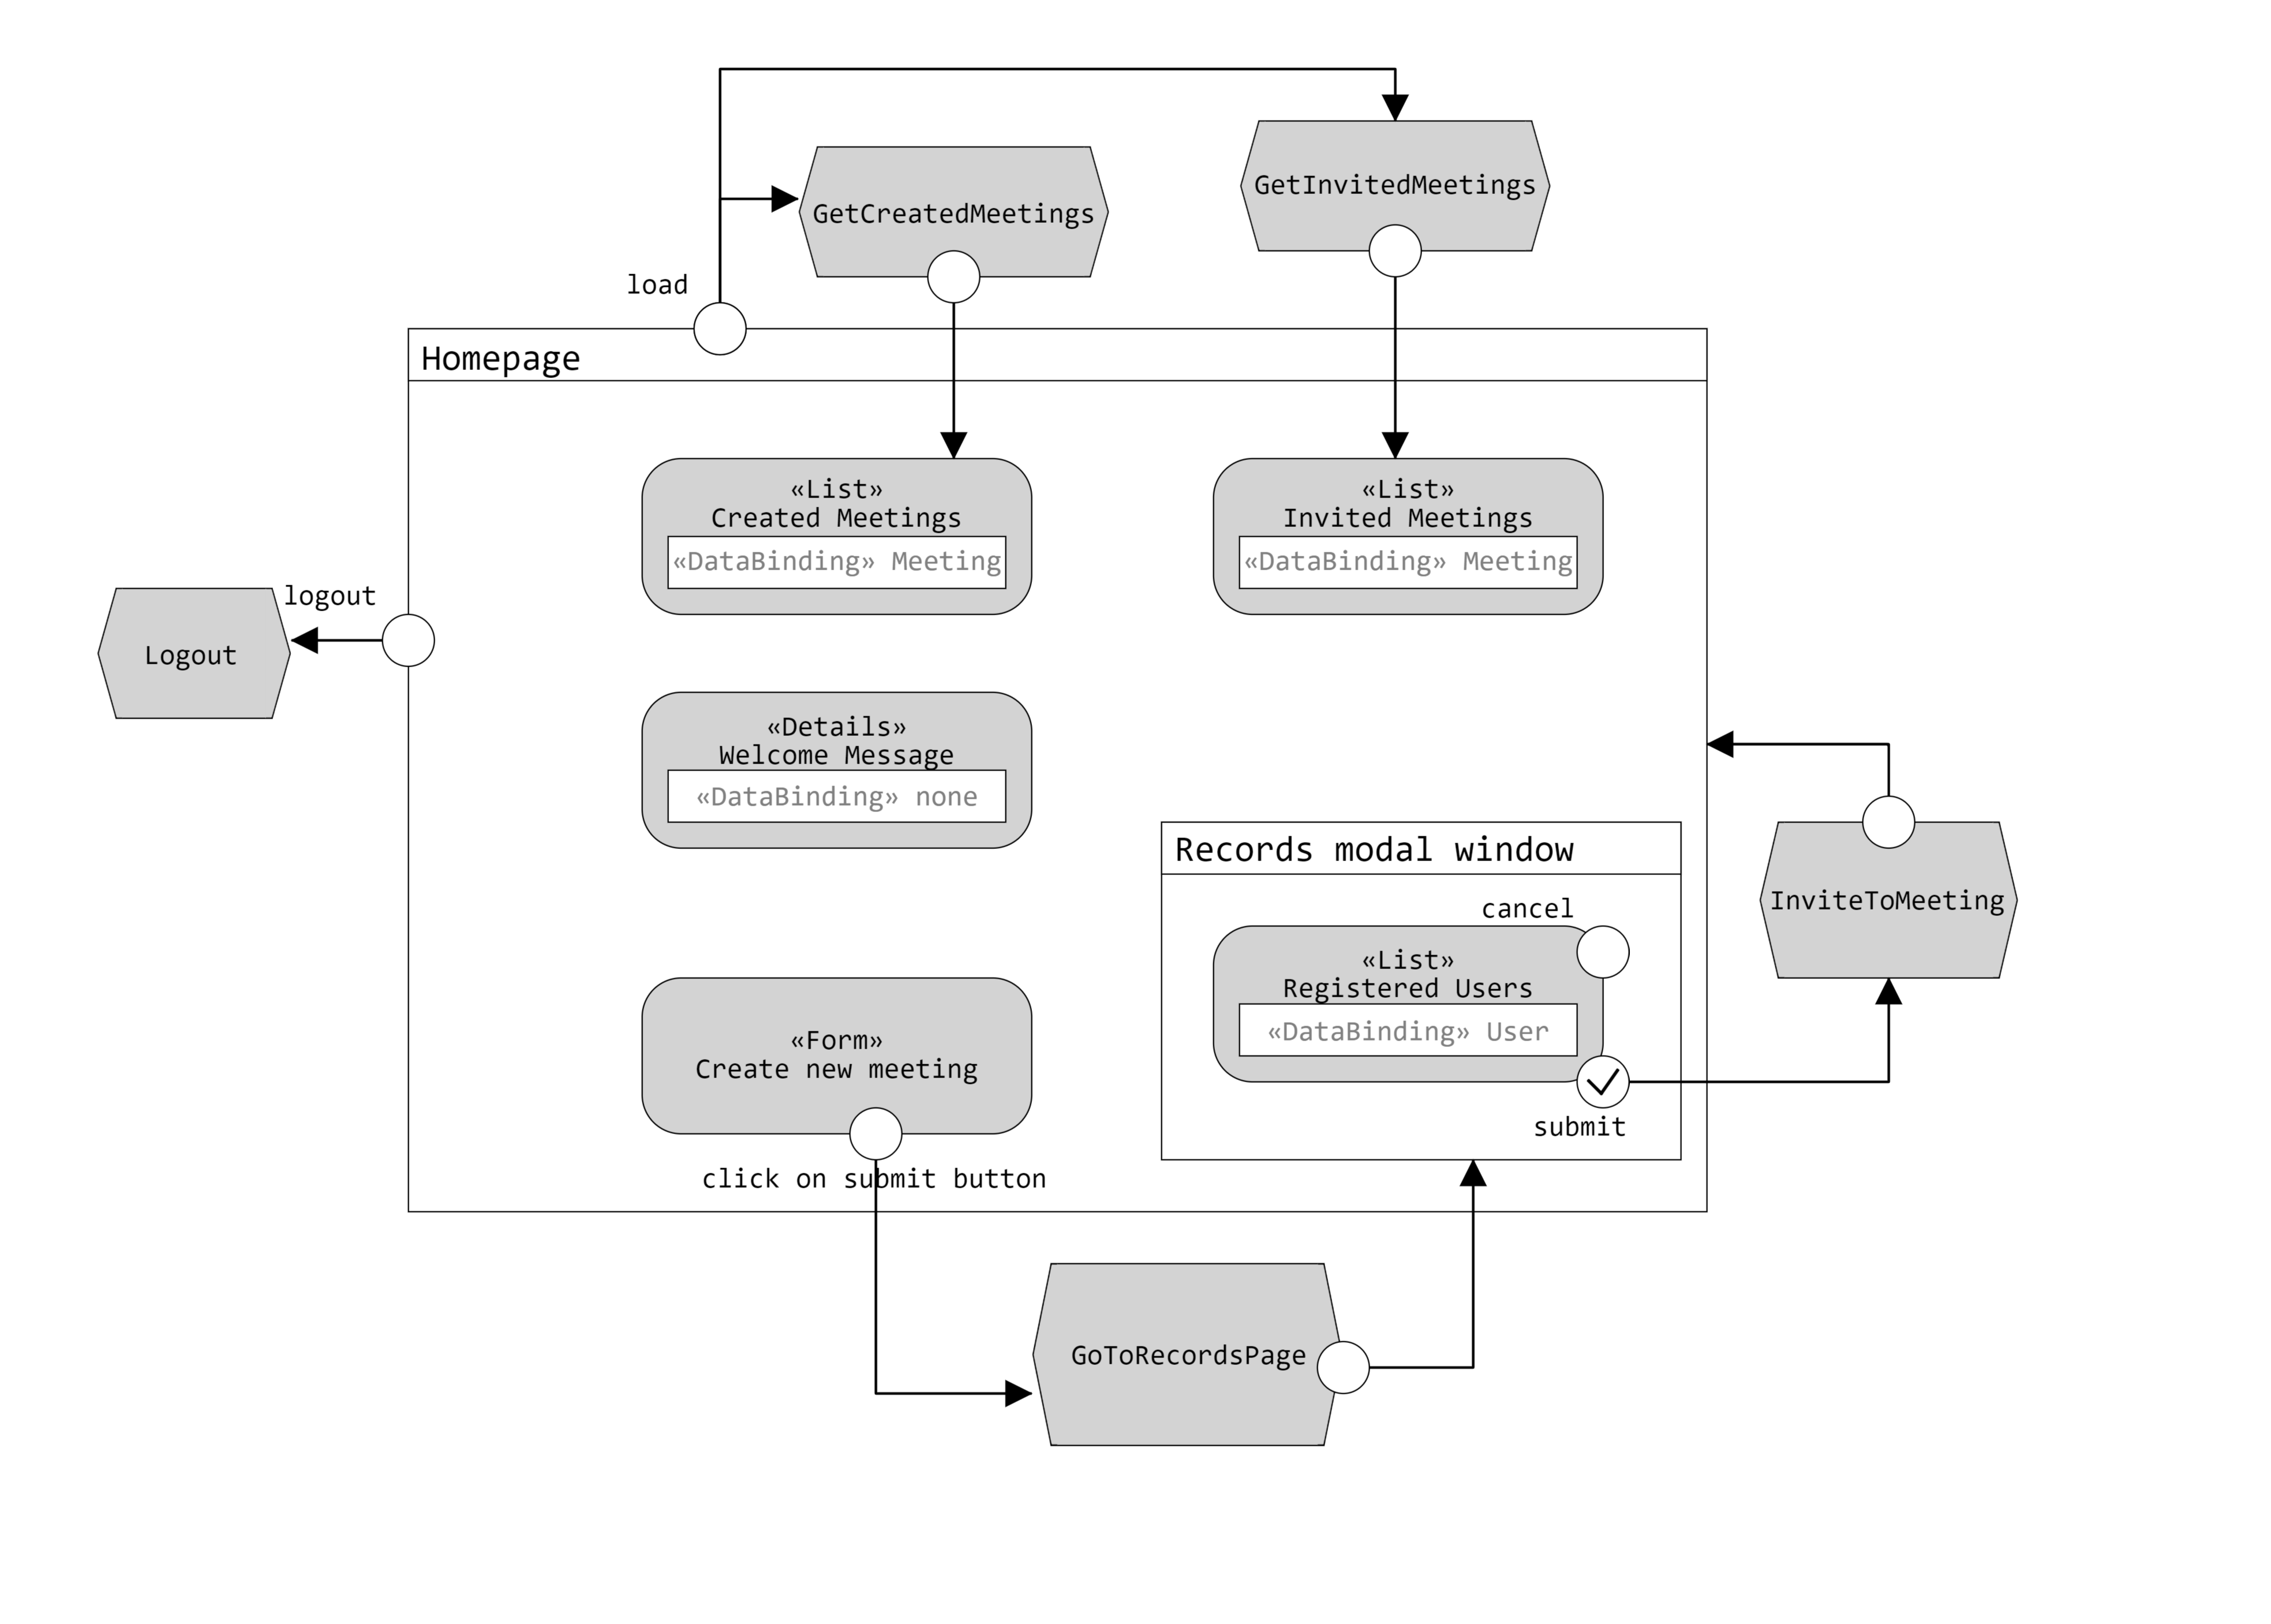 GetInvitedMeetings
GetCreatedMeetings
load
Homepage
«List»
Created Meetings
«DataBinding» Meeting
«List»
Invited Meetings
«DataBinding» Meeting
logout
Logout
«Details»
Welcome Message
«DataBinding» none
Records modal window
cancel
«List»
Registered Users
«DataBinding» User
submit
InviteToMeeting
«Form»
Create new meeting
click on submit button
GoToRecordsPage